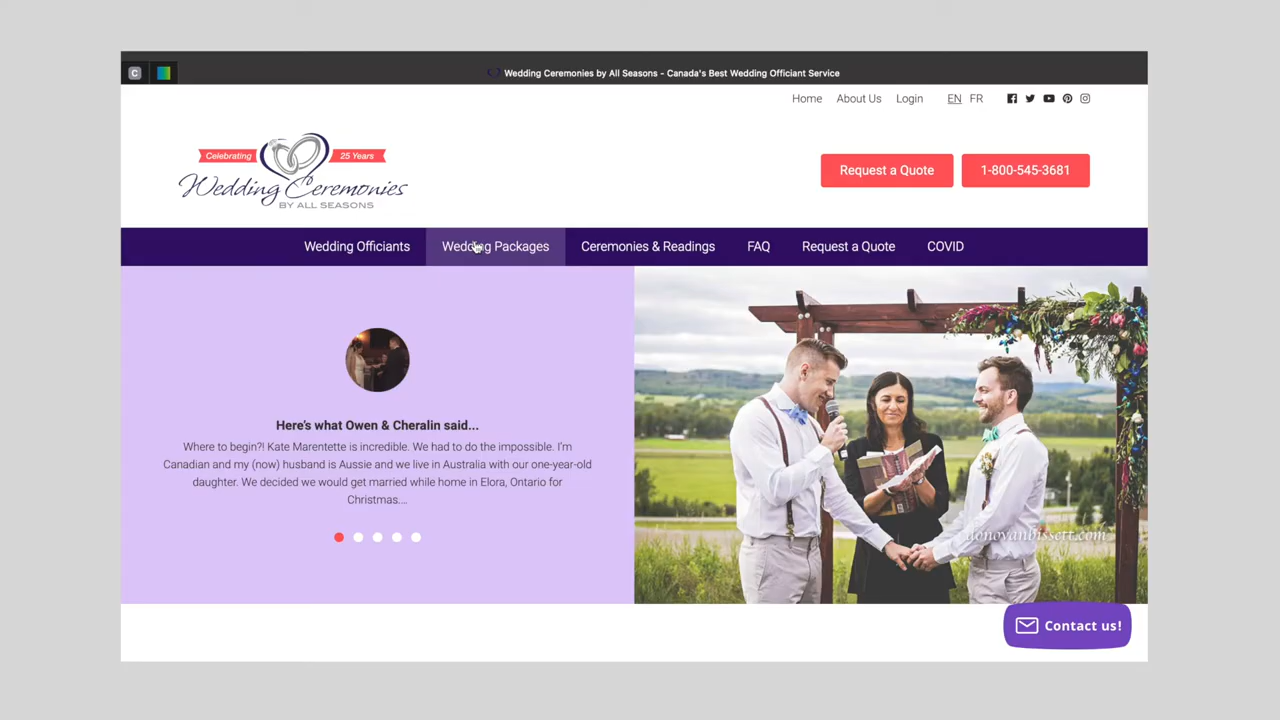 C
Wedding Ceremonies by All Seasons - Canada's Best Wedding Officiant Service
Home About Us Login EN FR
Celebrating 25 Years
Wedding Ceremonies
BY ALL SEASONS
Request a Quote 1-800-545-3681
Wedding Officiants Wedding Packages Ceremonies & Readings FAQ Request a Quote COVID
Here's what Owen & Cheralin said...
Where to begin?! Kate Marentette is incredible. We had to do the impossible. I'm
Canadian and my (now) husband is Aussie and we live in Australia with our one-year-old
daughter. We decided we would get married while home in Elora, Ontario for
Christmas....
donovanbissett.com
Contact us!